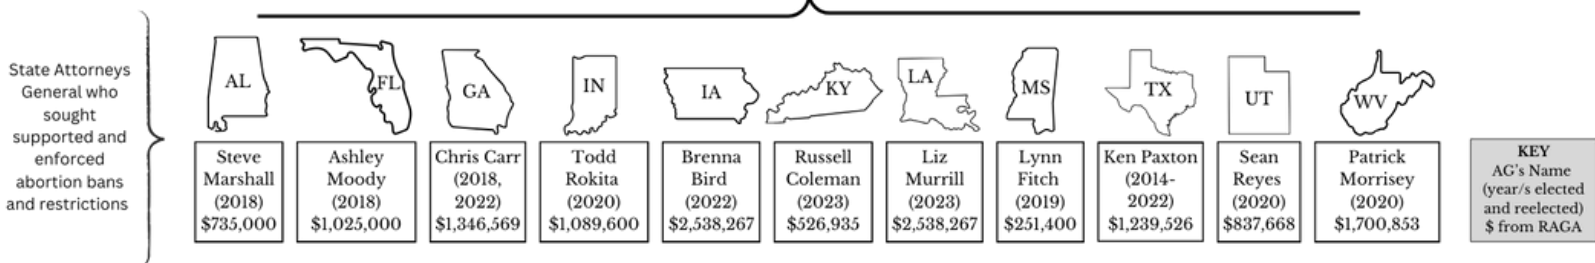 State Attorneys
General who
sought
supported and
enforced
abortion bans
and restrictions
AL
FL
GA
IN
IA
KY
LA
MS
TX
UT
WV
Steve
Marshall
(2018)
$735,000
Ashley
Moody
(2018)
$1,025,000
Chris Carr
(2018,
2022)
$1,346,569
Todd
Rokita
(2020)
$1,089,600
Brenna
Bird
(2022)
$2,538,267
Russell
Coleman
(2023)
$526,935
Liz
Murrill
(2023)
$2,538,267
Lynn
Fitch
(2019)
$251,400
Ken Paxton
(2014-
2022)
$1,239,526
Sean
Reyes
(2020)
$837,668
Patrick
Morrisey
(2020)
$1,700,853
KEY
AG's Name
(year/s elected
and reelected)
$ from RAGA